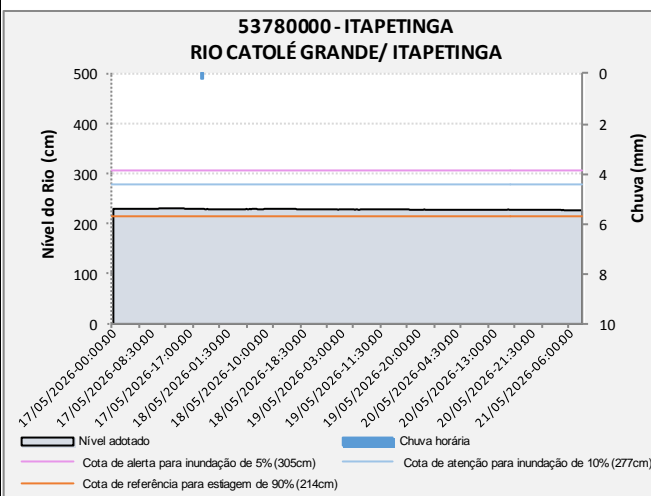 53780000 - ITAPETINGA
RIO CATOLÉ GRANDE/ ITAPETINGA
Nível do Rio (cm)
500
400
300
200
100
0
Chuva (mm)
0
2
4
6
8
10
17/05/2026-00:00:00
17/05/2026-08:30:00
17/05/2026-17:00:00
18/05/2026-01:30:00
18/05/2026-10:00:00
18/05/2026-18:30:00
19/05/2026-03:00:00
19/05/2026-11:30:00
19/05/2026-20:00:00
20/05/2026-04:30:00
20/05/2026-13:00:00
20/05/2026-21:30:00
21/05/2026-06:00:00
Nível adotado
Chuva horária
Cota de alerta para inundação de 5% (305cm)
Cota de atenção para inundação de 10% (277cm)
Cota de referência para estiagem de 90% (214cm)